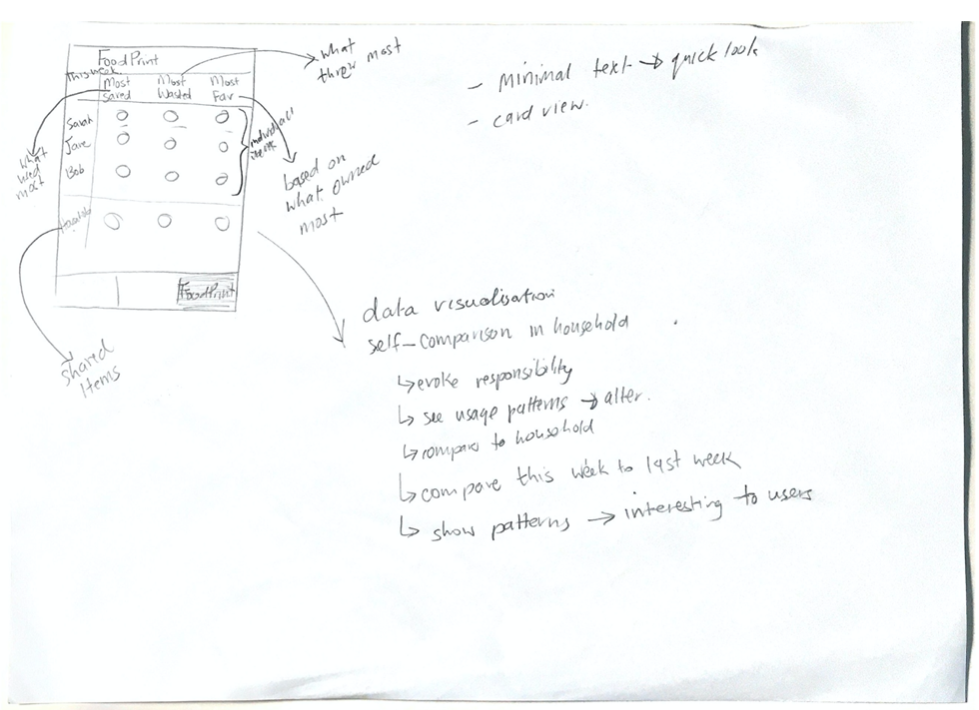 FoodPrint
This week
Most Saved
Most Wasted
Most Fav
Sarah
Jane
Bob
Household
FoodPrint
what threw most
what used most
individual items
based on what owned most
shared items
- minimal text → quick look
- card view.
data visualisation
self-comparison in household
↳ evoke responsibility
↳ see usage patterns → alter.
↳ compare to household
↳ compare this week to last week
↳ show patterns → interesting to users